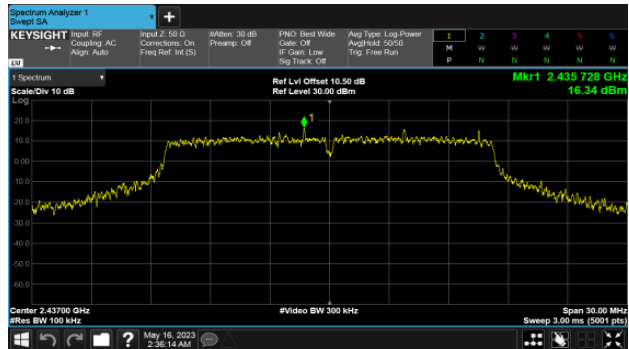 Spectrum Analyzer 1
Swept SA
KEYSIGHT Input: RF Input Z: 50 Ω #Atten: 30 dB PNO: Best Wide Avg Type: Log-Power 1 2 3 4 5 6
Coupling: AC Corrections: On Preamp: Off Gate: Off Avg|Hold: 50/50 M W W W W W
Align: Auto Freq Ref: Int (S) IF Gain: Low Trig: Free Run
LXI Sig Track: Off P N N N N N
1 Spectrum Ref Lvl Offset 10.50 dB Mkr1 2.435 728 GHz
Scale/Div 10 dB Ref Level 30.00 dBm 16.34 dBm
Log
20.0
1
10.0
0.00
-10.0
-20.0
-30.0
-40.0
-50.0
-60.0
Center 2.43700 GHz #Video BW 300 kHz Span 30.00 MHz
#Res BW 100 kHz Sweep 3.00 ms (5001 pts)
? May 16, 2023
2:36:14 AM